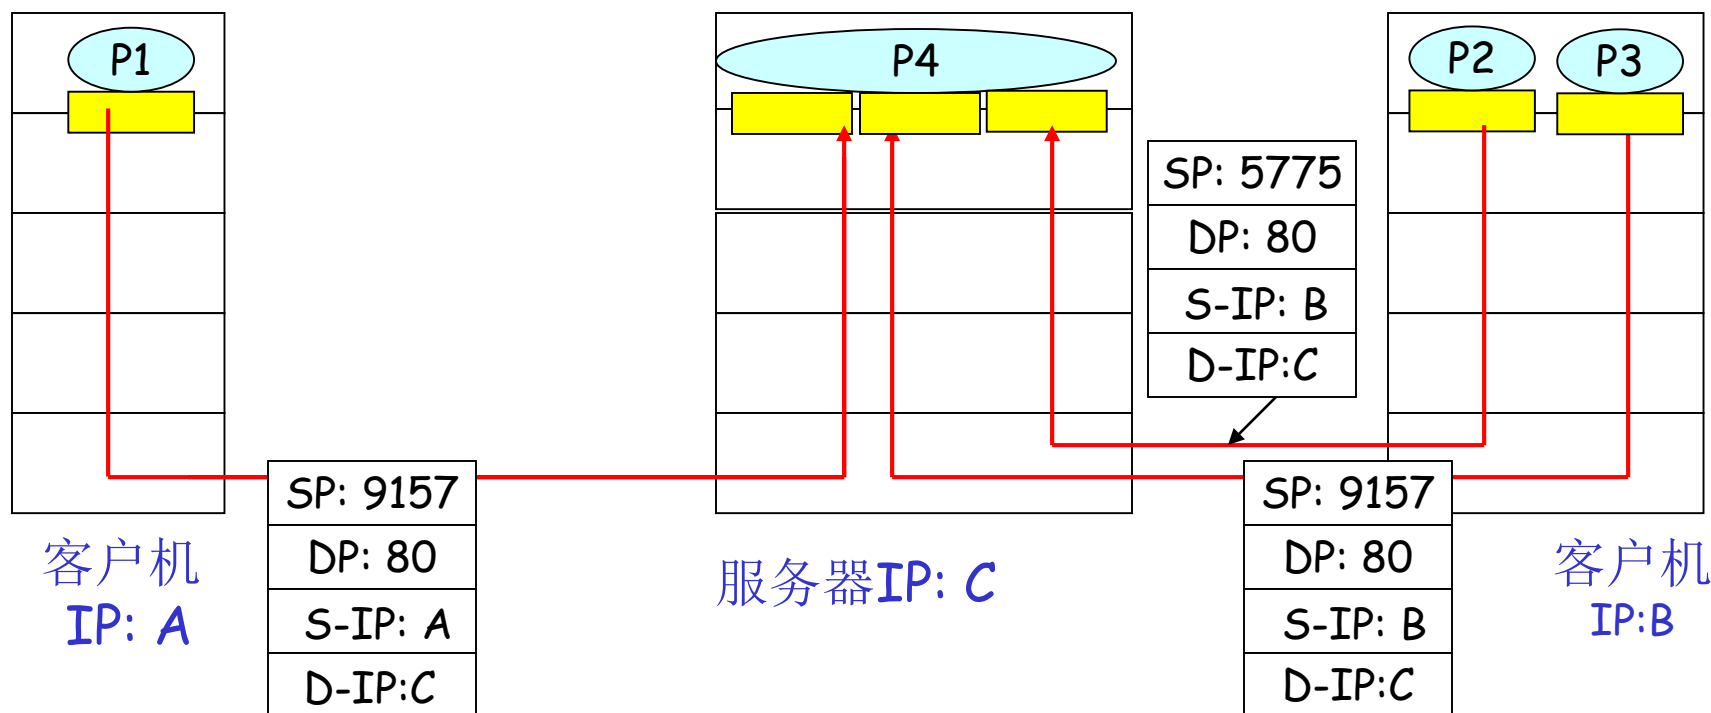 P1
P4
P2
P3
SP: 5775
DP: 80
S-IP: B
D-IP:C
SP: 9157
DP: 80
S-IP: A
D-IP:C
SP: 9157
DP: 80
S-IP: B
D-IP:C
客户机
IP: A
服务器IP: C
客户机
IP:B